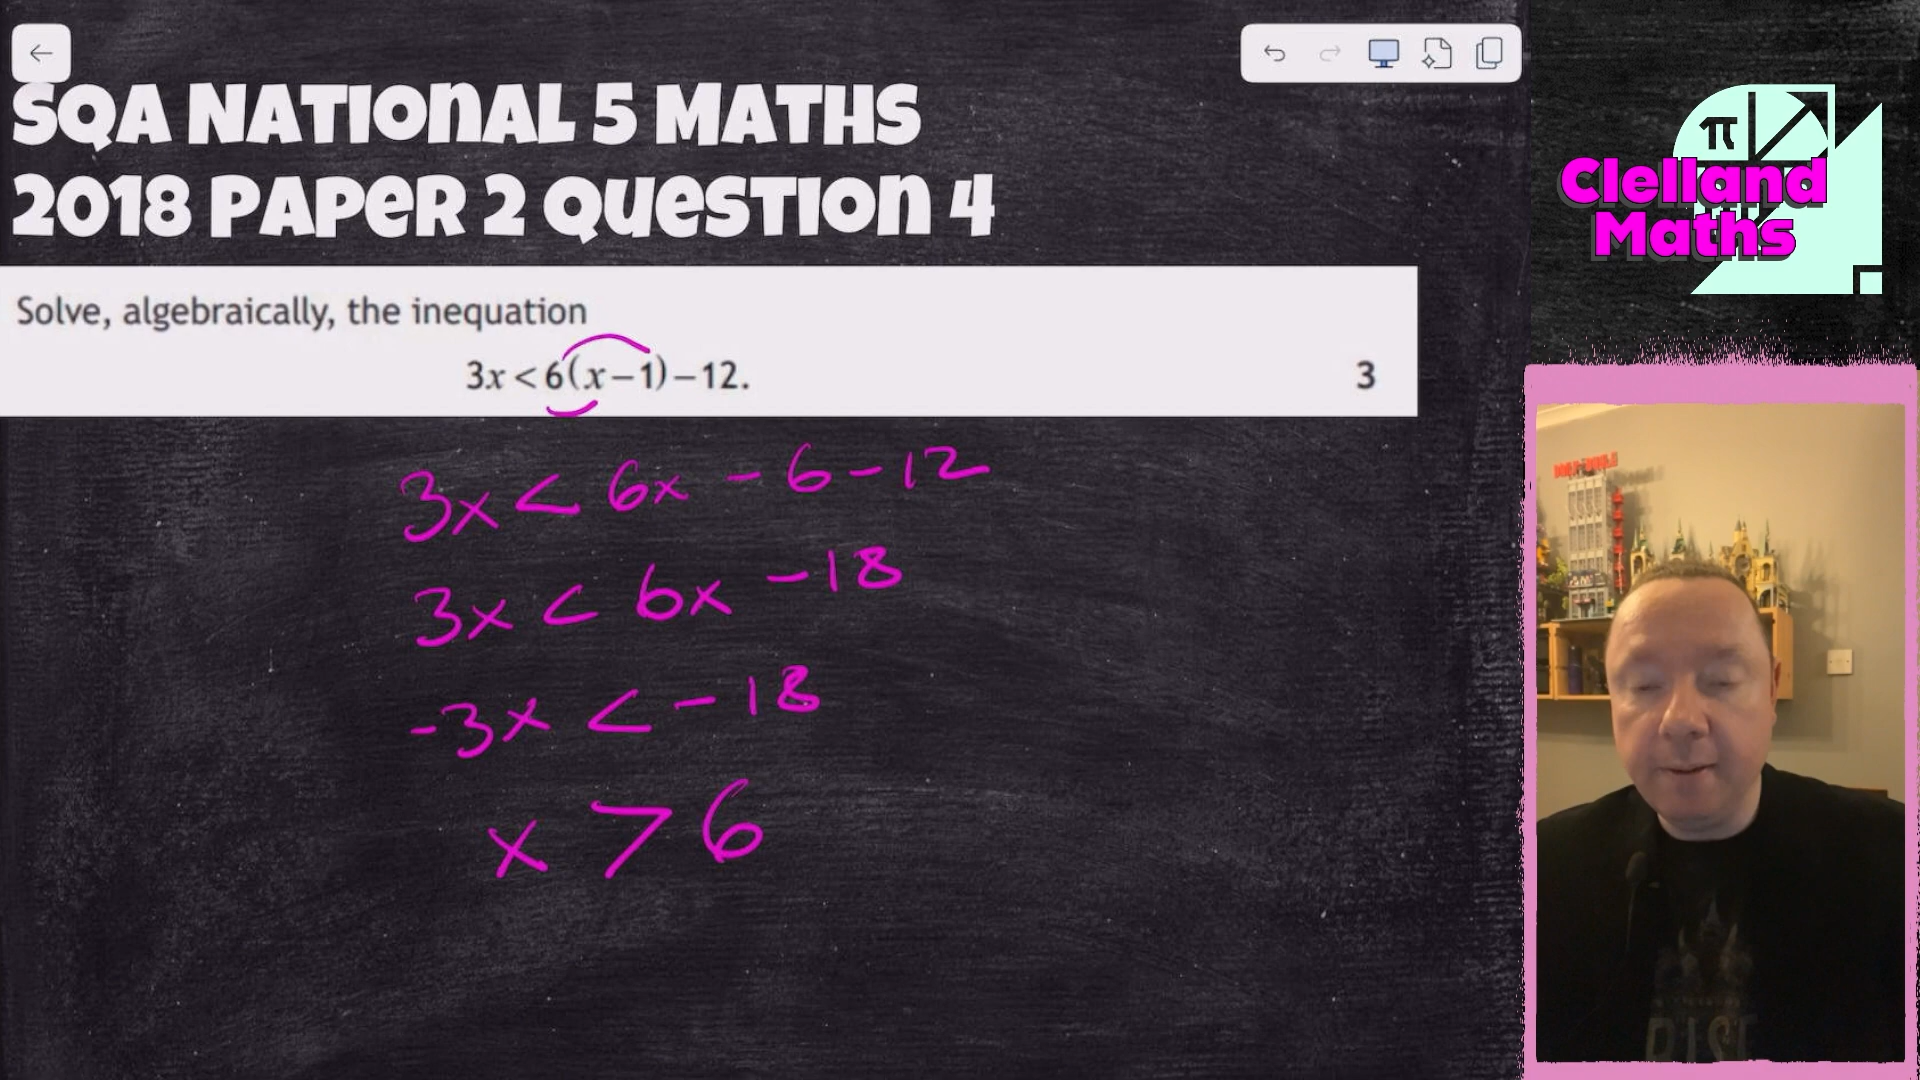 SQA NATIONAL 5 MATHS
2018 PAPER 2 QUESTION 4
π
Clelland
Maths
Solve, algebraically, the inequation
3x < 6(x−1)−12.
3
3x < 6x - 6 - 12
3x < 6x - 18
-3x < - 18
x > 6
RISE